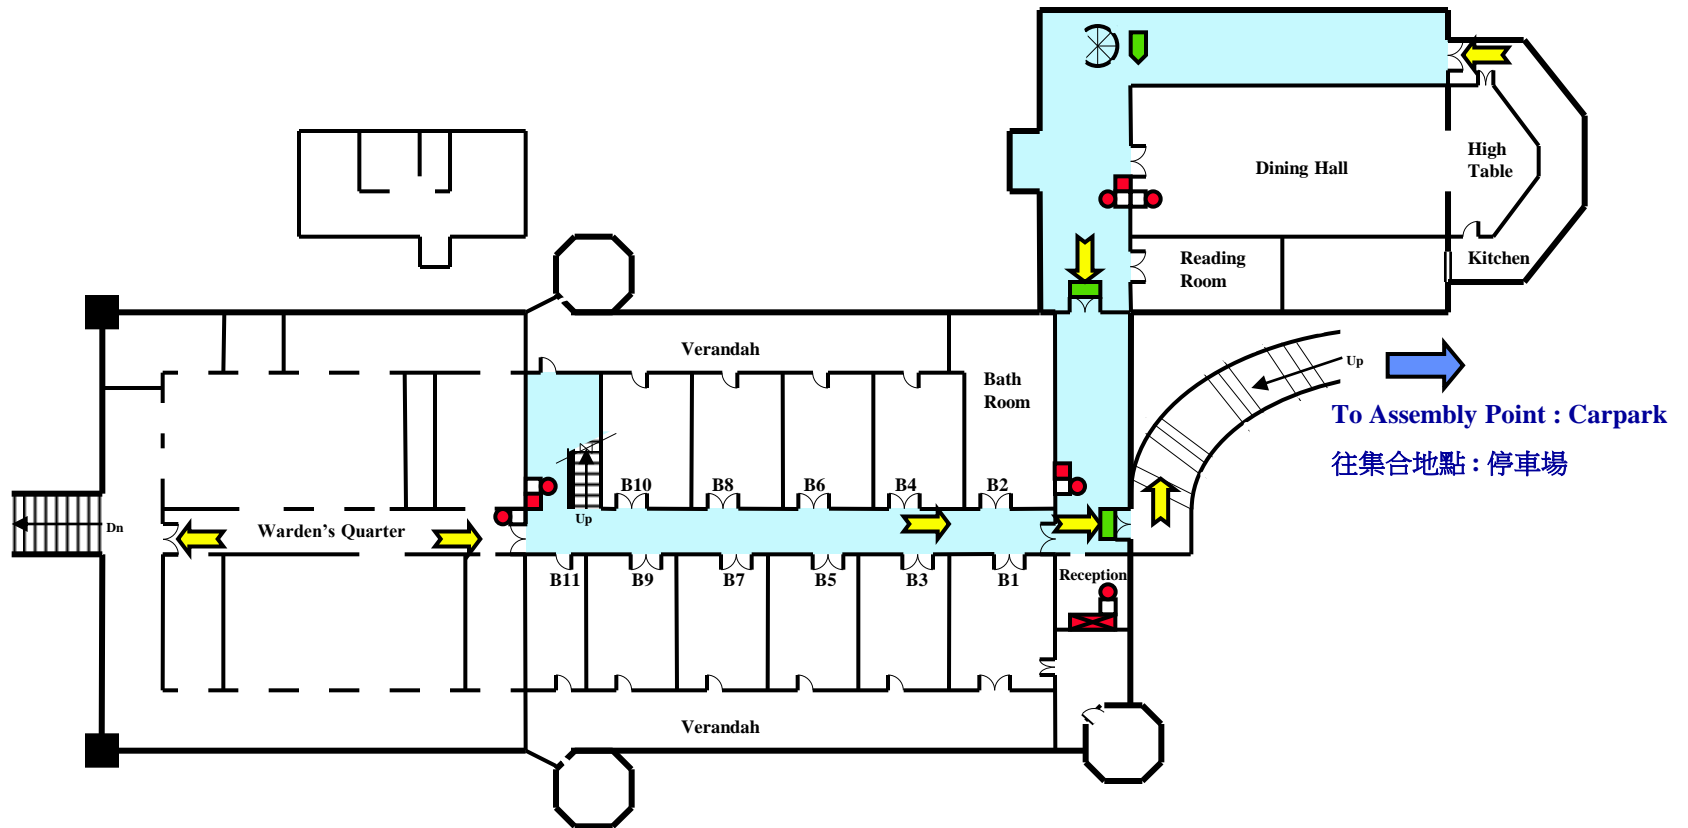 High
Table
Dining Hall
Reading
Room
Kitchen
Verandah
Bath
Room
Up
To Assembly Point : Carpark
往集合地點 : 停車場
B10
B8
B6
B4
B2
Up
Dn
Warden's Quarter
B11
B9
B7
B5
B3
B1
Reception
Verandah